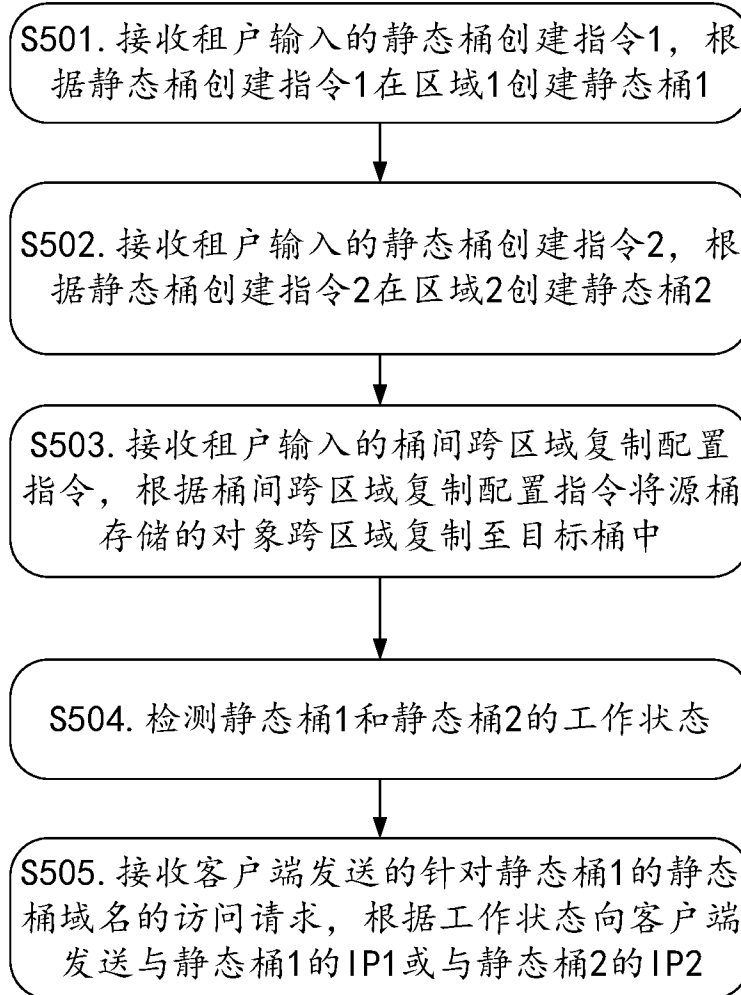 S501.接收租户输入的静态桶创建指令1，根
据静态桶创建指令1在区域1创建静态桶1
S502.接收租户输入的静态桶创建指令2，根
据静态桶创建指令2在区域2创建静态桶2
S503.接收租户输入的桶间跨区域复制配置
指令，根据桶间跨区域复制配置指令将源桶
存储的对象跨区域复制至目标桶中
S504.检测静态桶1和静态桶2的工作状态
S505.接收客户端发送的针对静态桶1的静态
桶域名的访问请求，根据工作状态向客户端
发送与静态桶1的IP1或与静态桶2的IP2